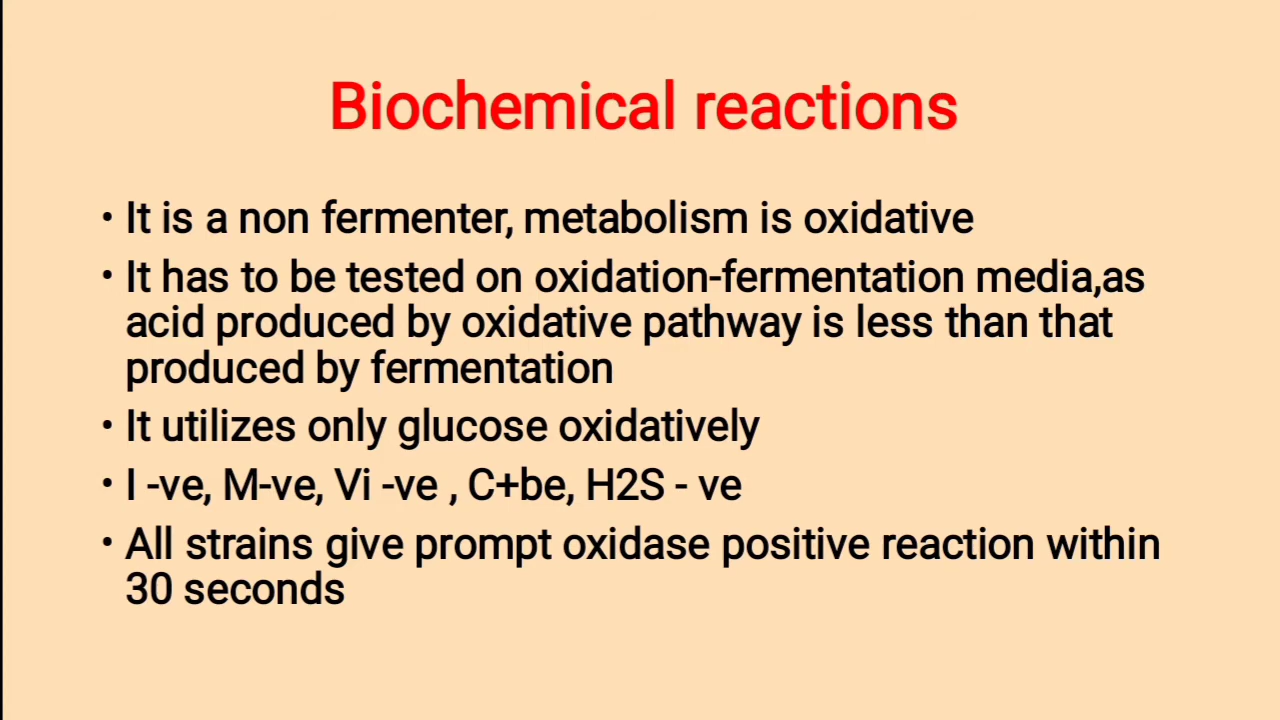 Biochemical reactions
• It is a non fermenter, metabolism is oxidative
• It has to be tested on oxidation-fermentation media,as
acid produced by oxidative pathway is less than that
produced by fermentation
• It utilizes only glucose oxidatively
• I -ve, M-ve, Vi -ve , C+be, H2S - ve
• All strains give prompt oxidase positive reaction within
30 seconds